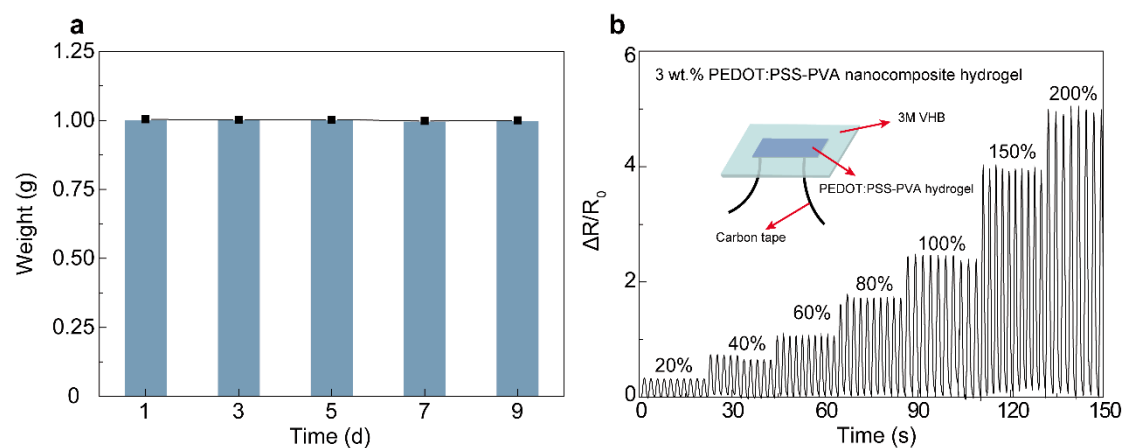 a
1.25
1.00
0.75
0.50
0.25
0
Weight (g)
1 3 5 7 9
Time (d)
b
6
4
2
0
ΔR/R₀
3 wt.% PEDOT:PSS-PVA nanocomposite hydrogel
3M VHB
PEDOT:PSS-PVA hydrogel
Carbon tape
20%
40%
60%
80%
100%
150%
200%
0 30 60 90 120 150
Time (s)